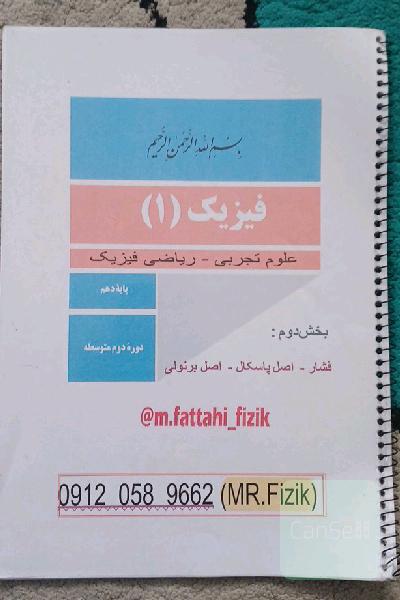 بسم الله الرحمن الرحیم
فیزیک (۱)
علوم تجربی - ریاضی فیزیک
پایهٔ دهم
دورهٔ دوم متوسطه
بخش دوم :
فشار - اصل پاسکال - اصل برنولی
@m.fattahi_fizik
0912 058 9662 (MR.Fizik)